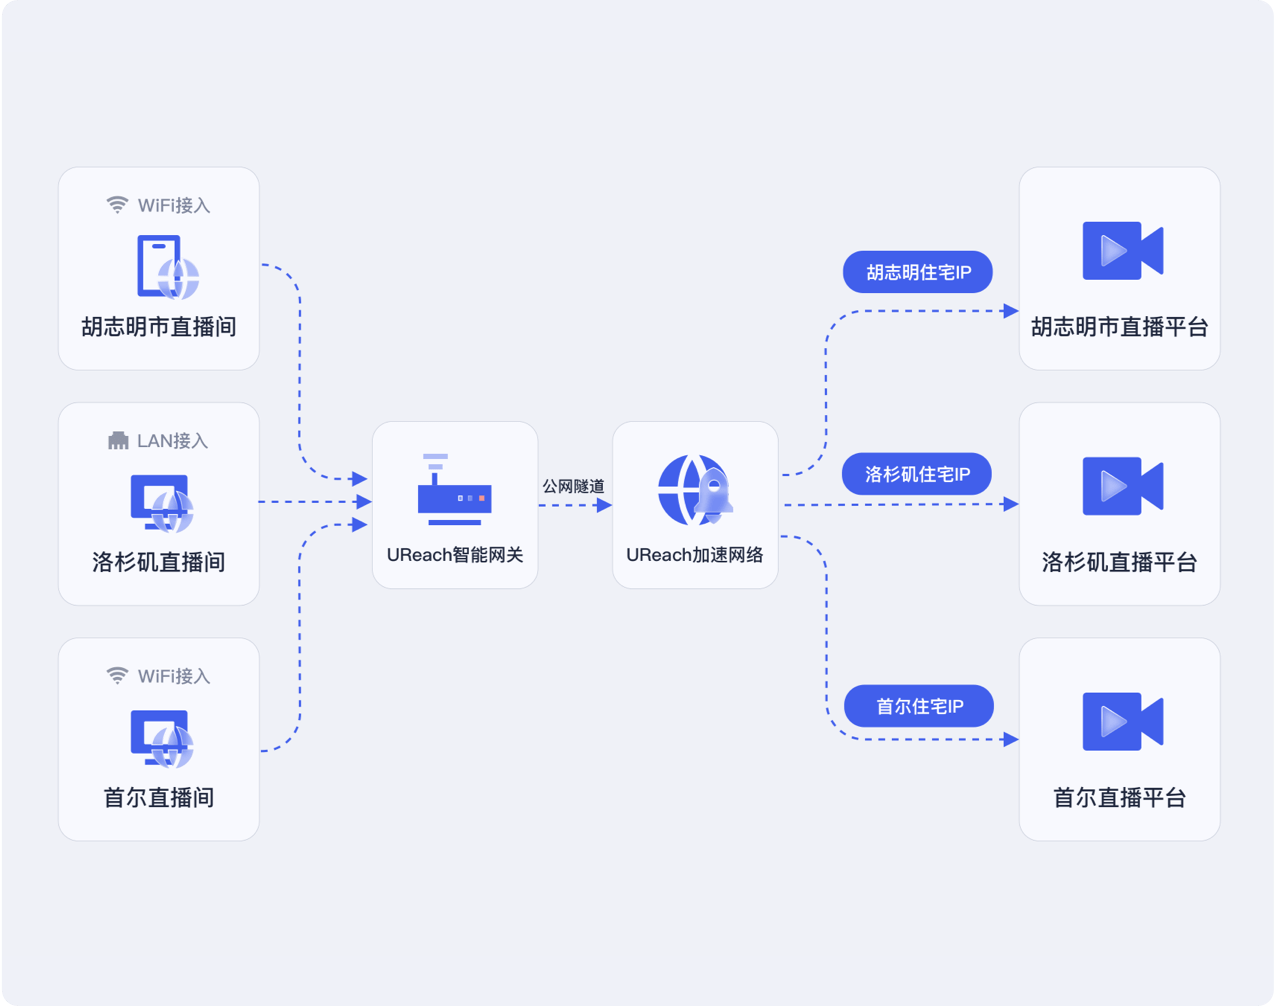 WiFi接入
胡志明市直播间
LAN接入
洛杉矶直播间
WiFi接入
首尔直播间
UReach智能网关
公网隧道
UReach加速网络
胡志明住宅IP
洛杉矶住宅IP
首尔住宅IP
胡志明市直播平台
洛杉矶直播平台
首尔直播平台